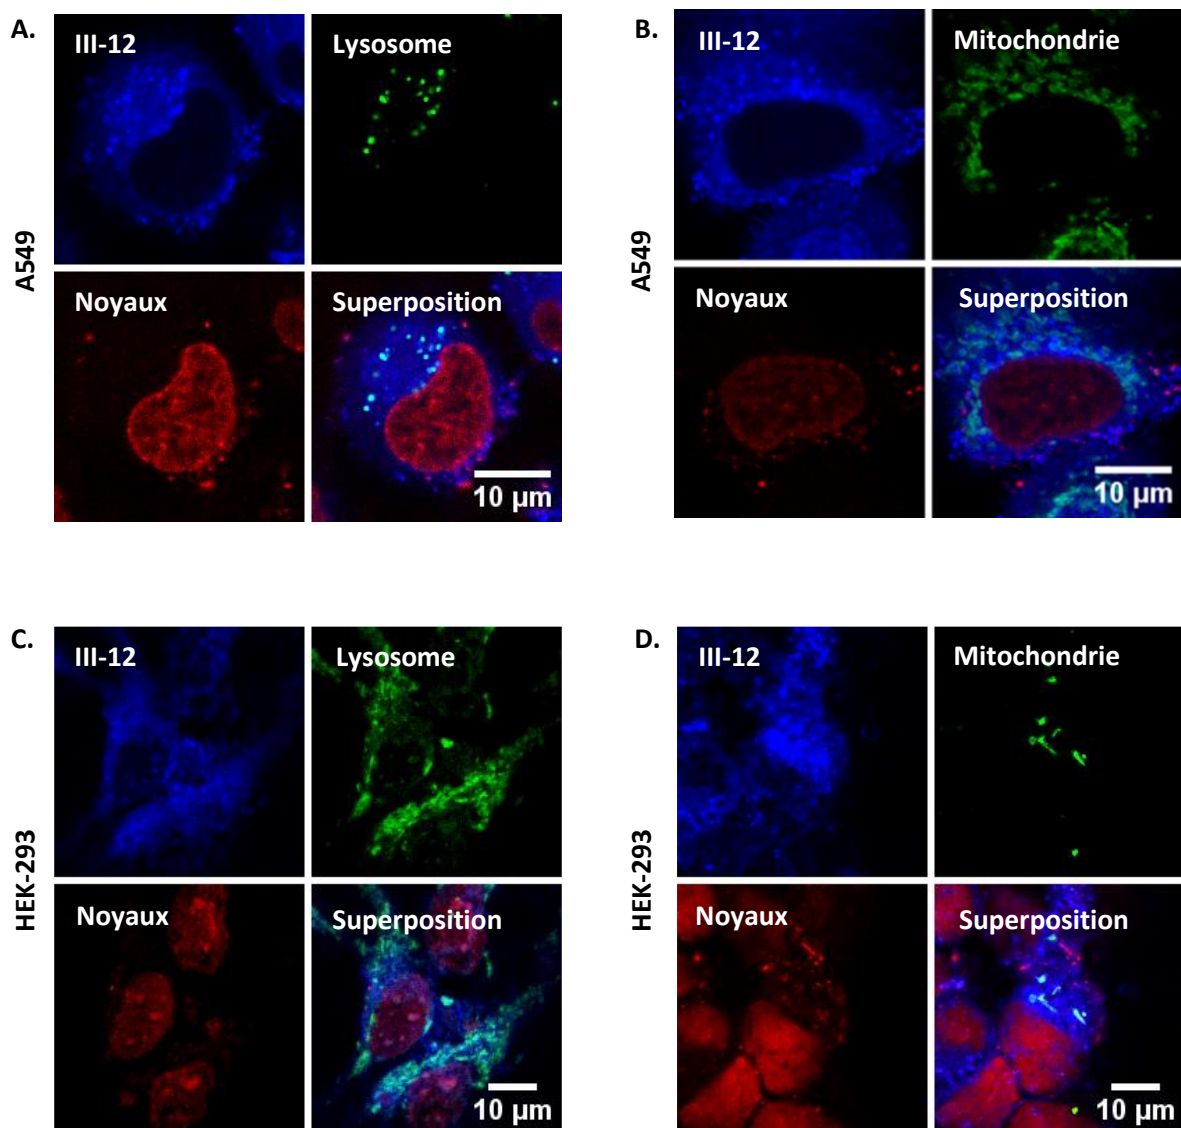 A.
III-12
Lysosome
A549
Noyaux
Superposition
10 µm
B.
III-12
Mitochondrie
A549
Noyaux
Superposition
10 µm
C.
III-12
Lysosome
HEK-293
Noyaux
Superposition
10 µm
D.
III-12
Mitochondrie
HEK-293
Noyaux
Superposition
10 µm